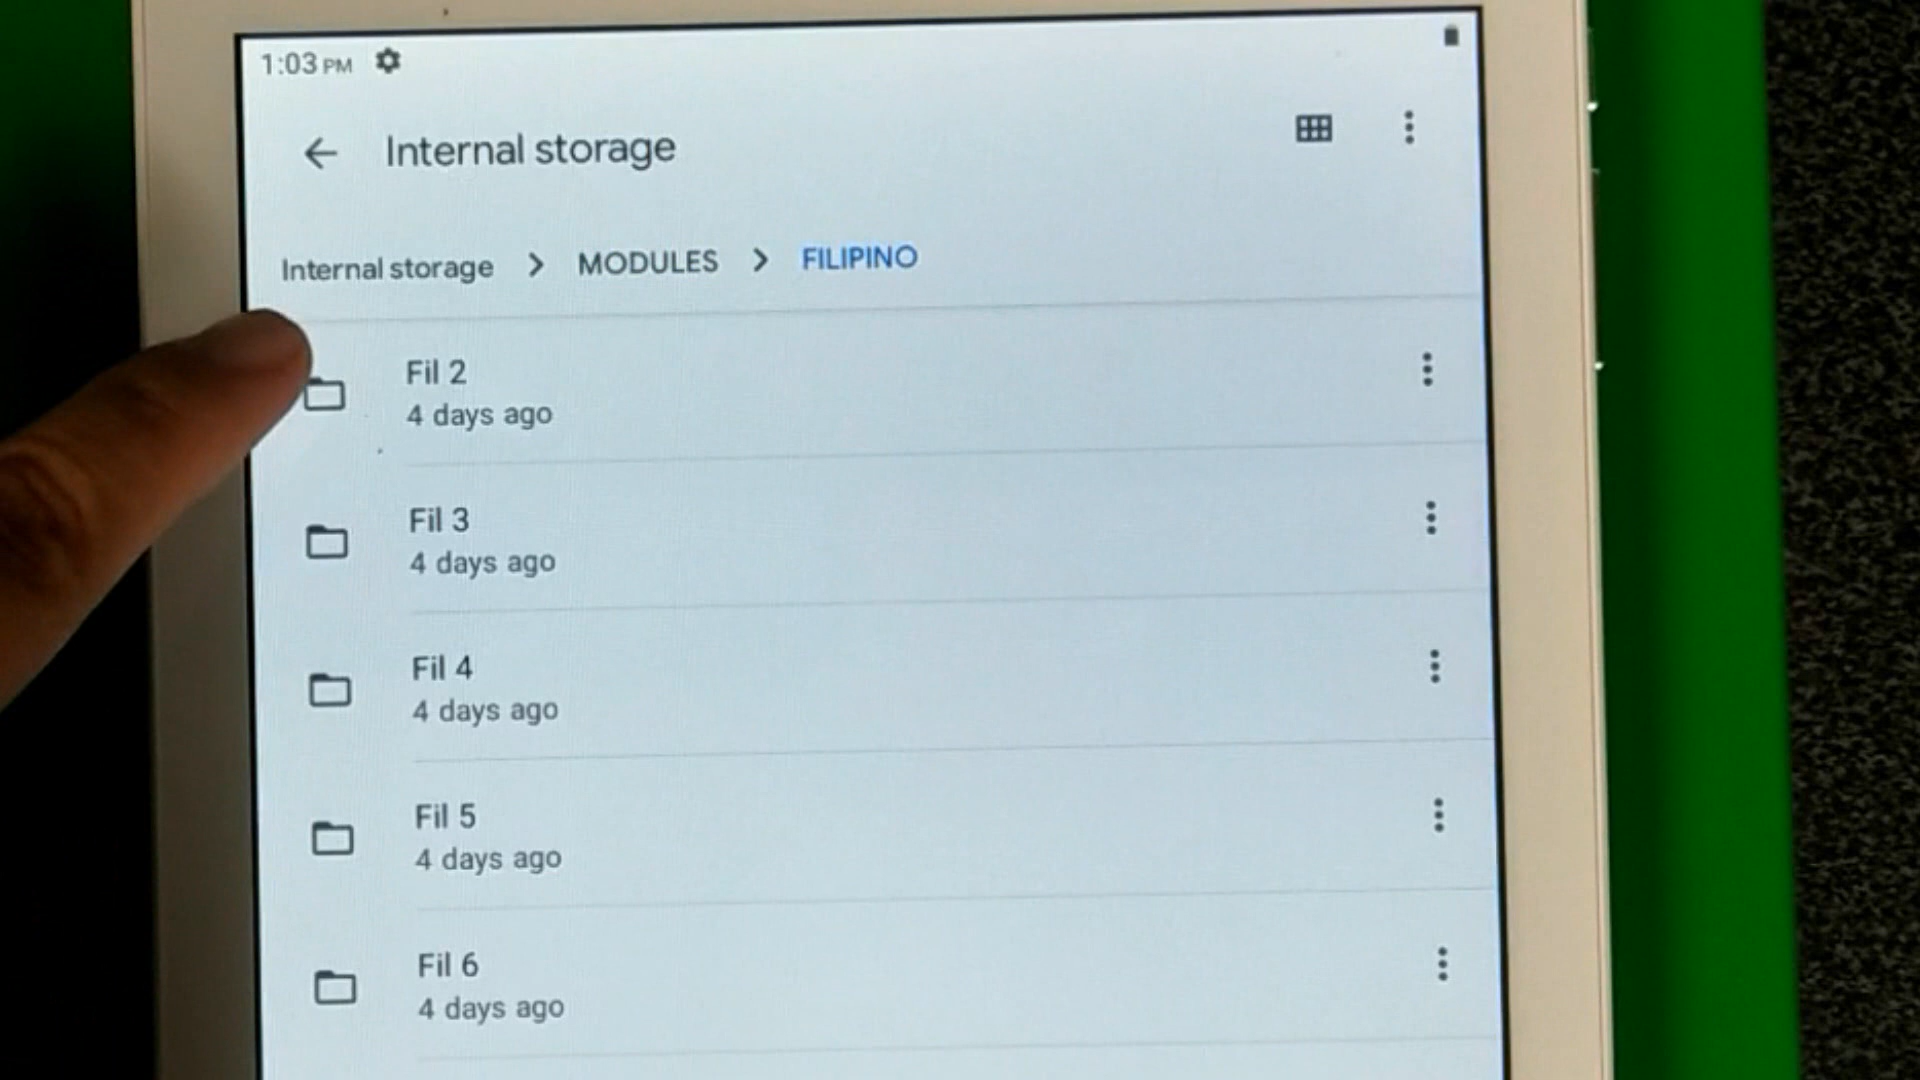 1:03 PM
Internal storage
Internal storage > MODULES > FILIPINO
Fil 2
4 days ago
Fil 3
4 days ago
Fil 4
4 days ago
Fil 5
4 days ago
Fil 6
4 days ago